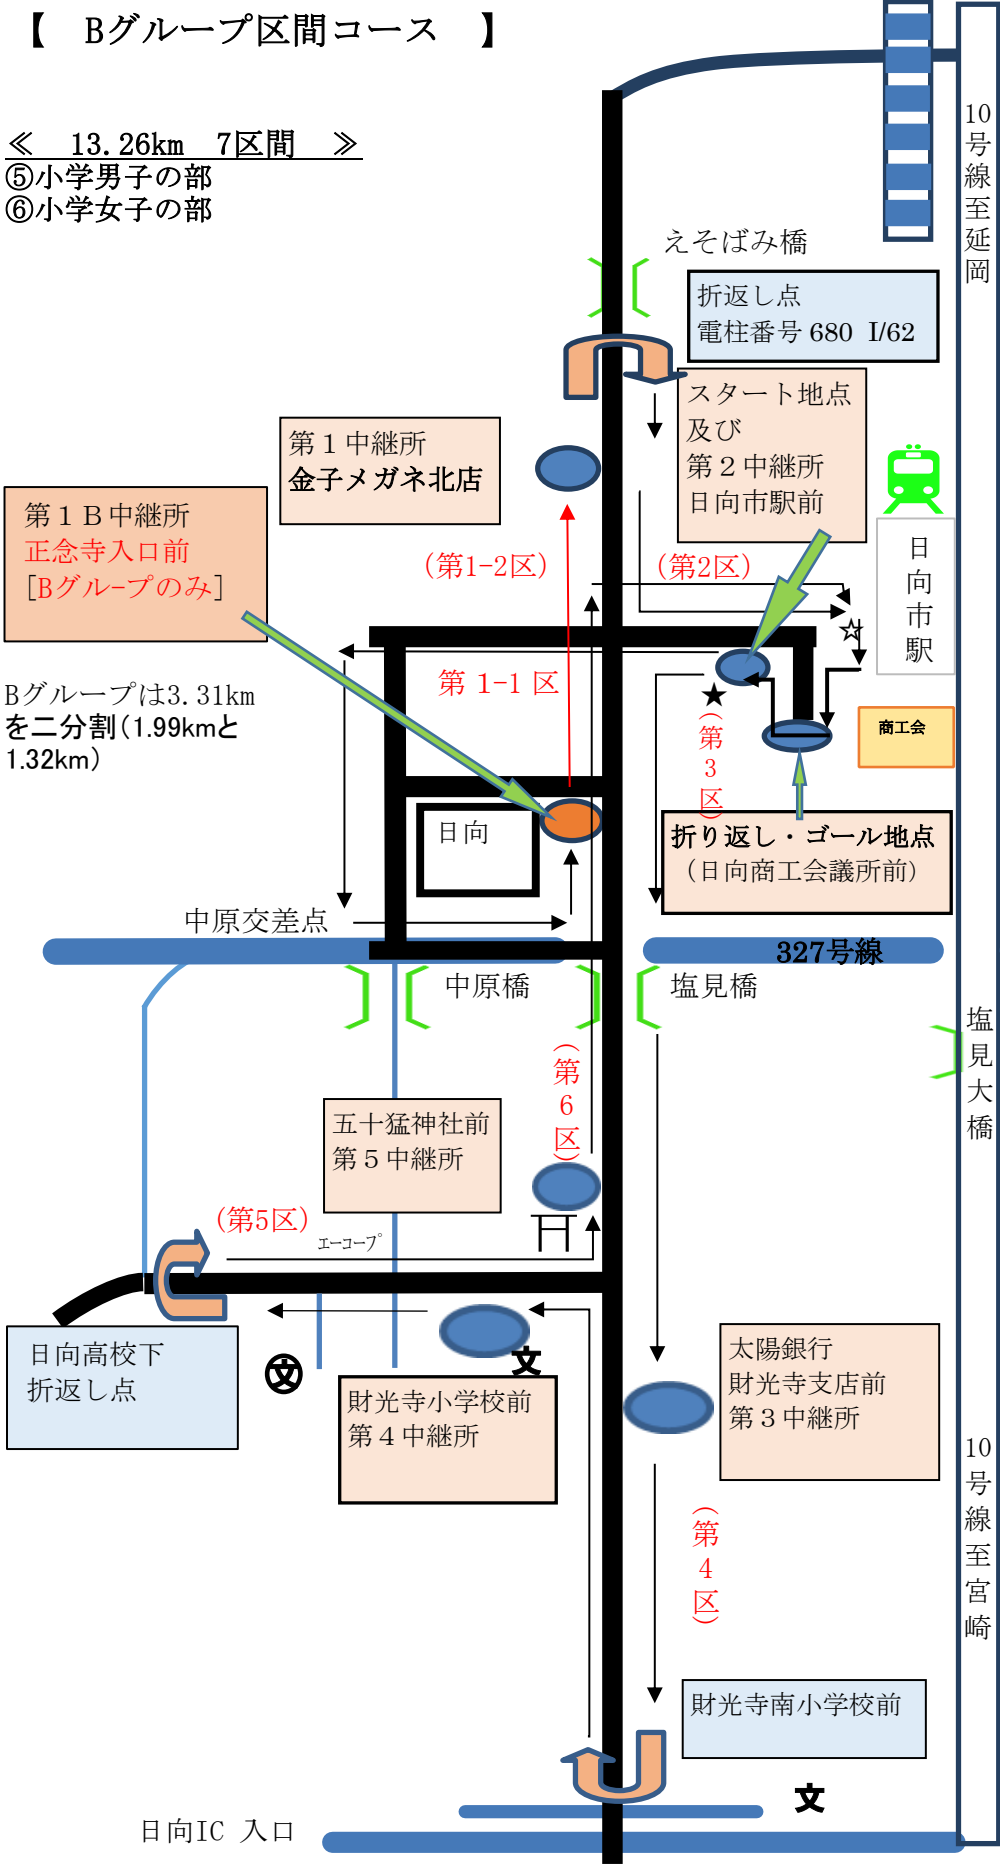 【　Bグループ区間コース　】
≪　13.26km　7区間　≫
⑤小学男子の部
⑥小学女子の部
10号線至延岡
えそばみ橋
折返し点
電柱番号 680 I/62
スタート地点
及び
第２中継所
日向市駅前
第１中継所
金子メガネ北店
第１Ｂ中継所
正念寺入口前
[Bグループのみ]
(第1-2区)
(第2区)
日向市駅
☆
第 1-1 区
★
(第3区)
Bグループは3.31km
を二分割(1.99kmと
1.32km)
商工会
日向
折り返し・ゴール地点
（日向商工会議所前）
中原交差点
327号線
中原橋
塩見橋
塩見大橋
(第6区)
五十猛神社前
第５中継所
(第5区)
エーコープ
日向高校下
折返し点
文
文
財光寺小学校前
第４中継所
太陽銀行
財光寺支店前
第３中継所
10号線至宮崎
(第4区)
財光寺南小学校前
文
日向IC 入口